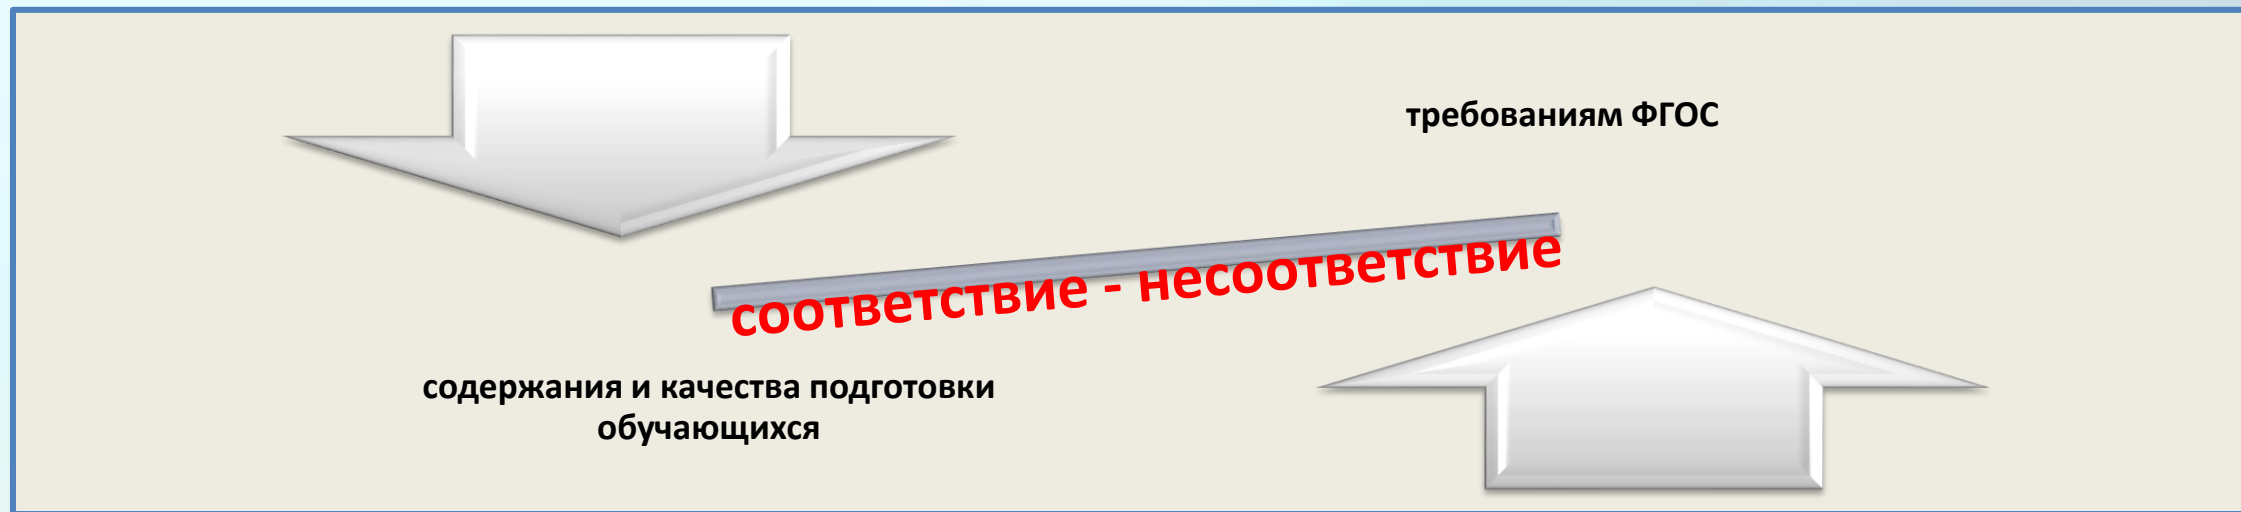 требованиям ФГОС
соответствие - несоответствие
содержания и качества подготовки
обучающихся